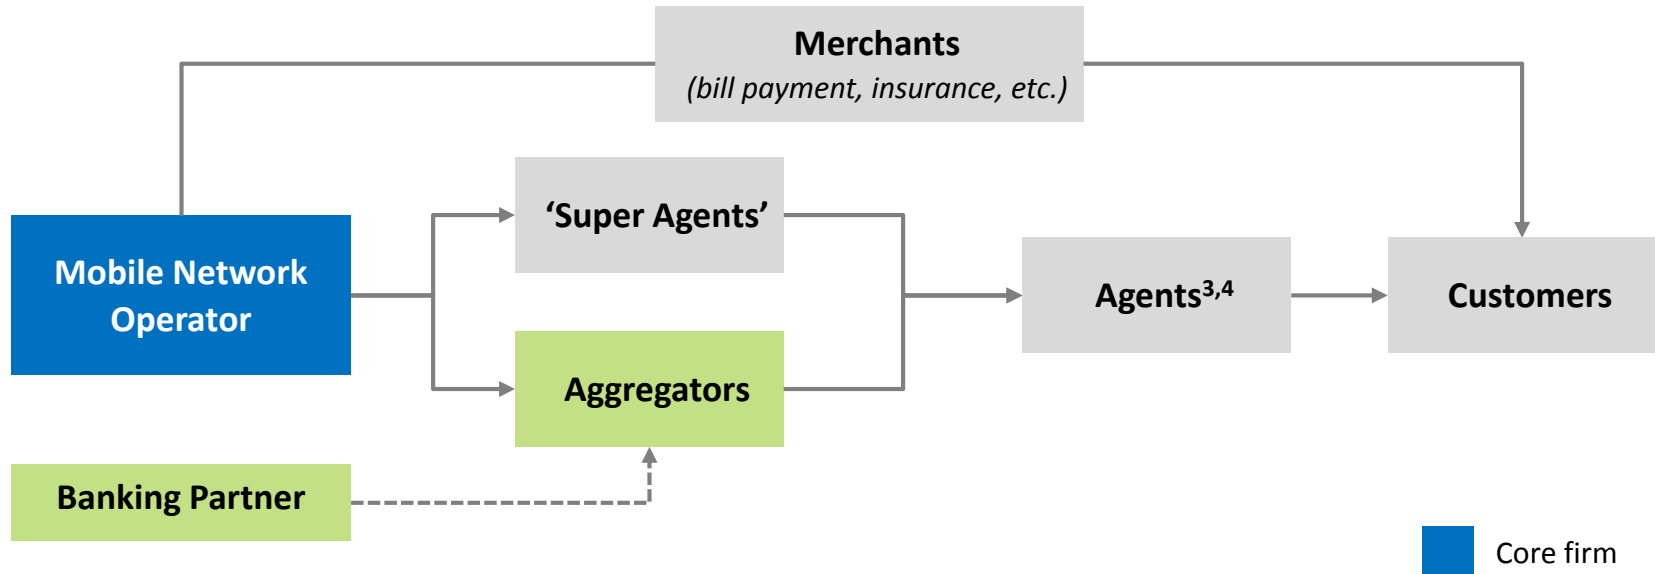 Merchants
(bill payment, insurance, etc.)
‘Super Agents’
Mobile Network
Operator
Agents3,4
Customers
Aggregators
Banking Partner
Core firm